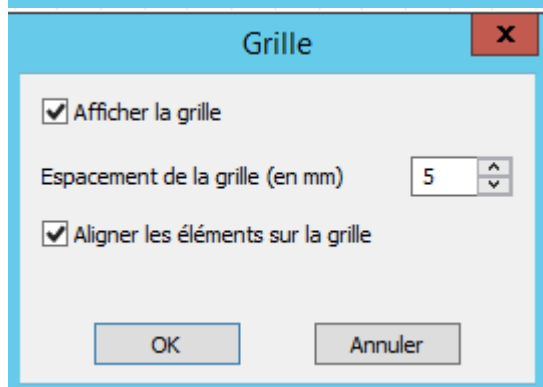 Grille
x
Afficher la grille
Espacement de la grille (en mm) 5
Aligner les éléments sur la grille
OK Annuler